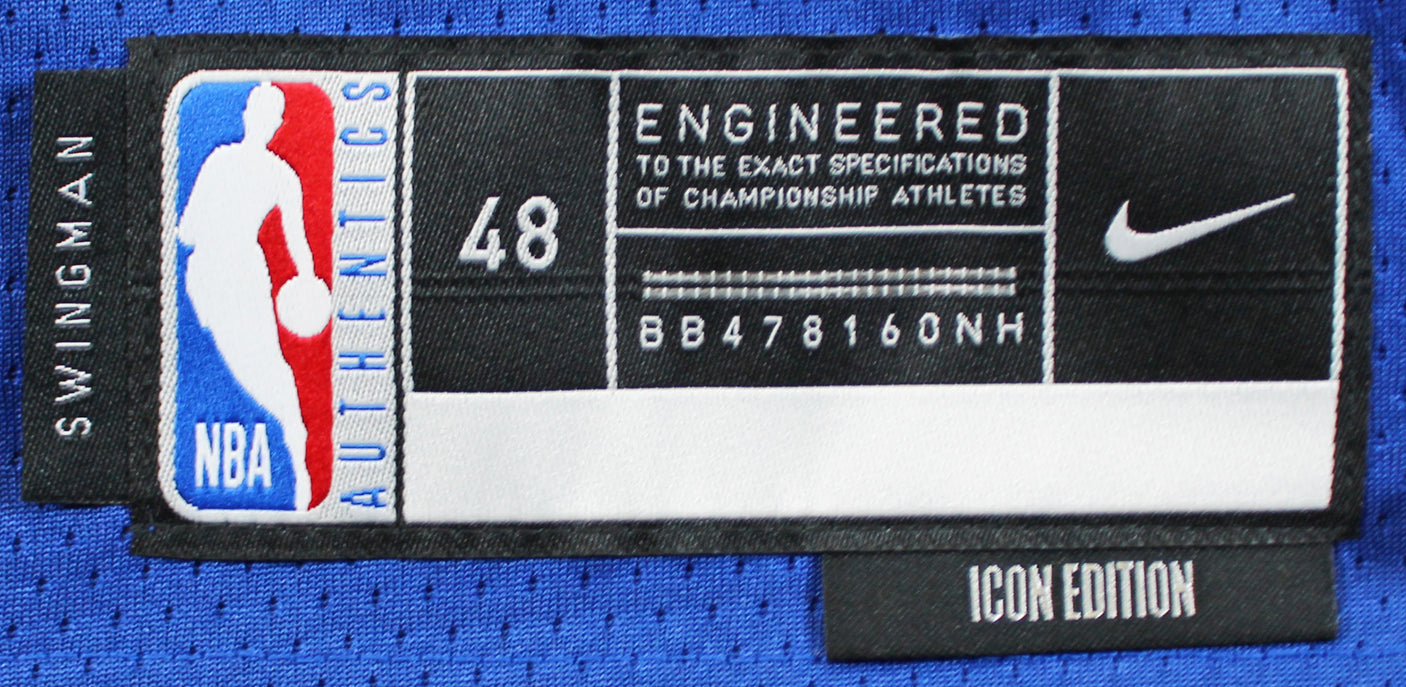 SWINGMAN
NBA
AUTHENTICS
48
ENGINEERED
TO THE EXACT SPECIFICATIONS
OF CHAMPIONSHIP ATHLETES
BB478160NH
ICON EDITION